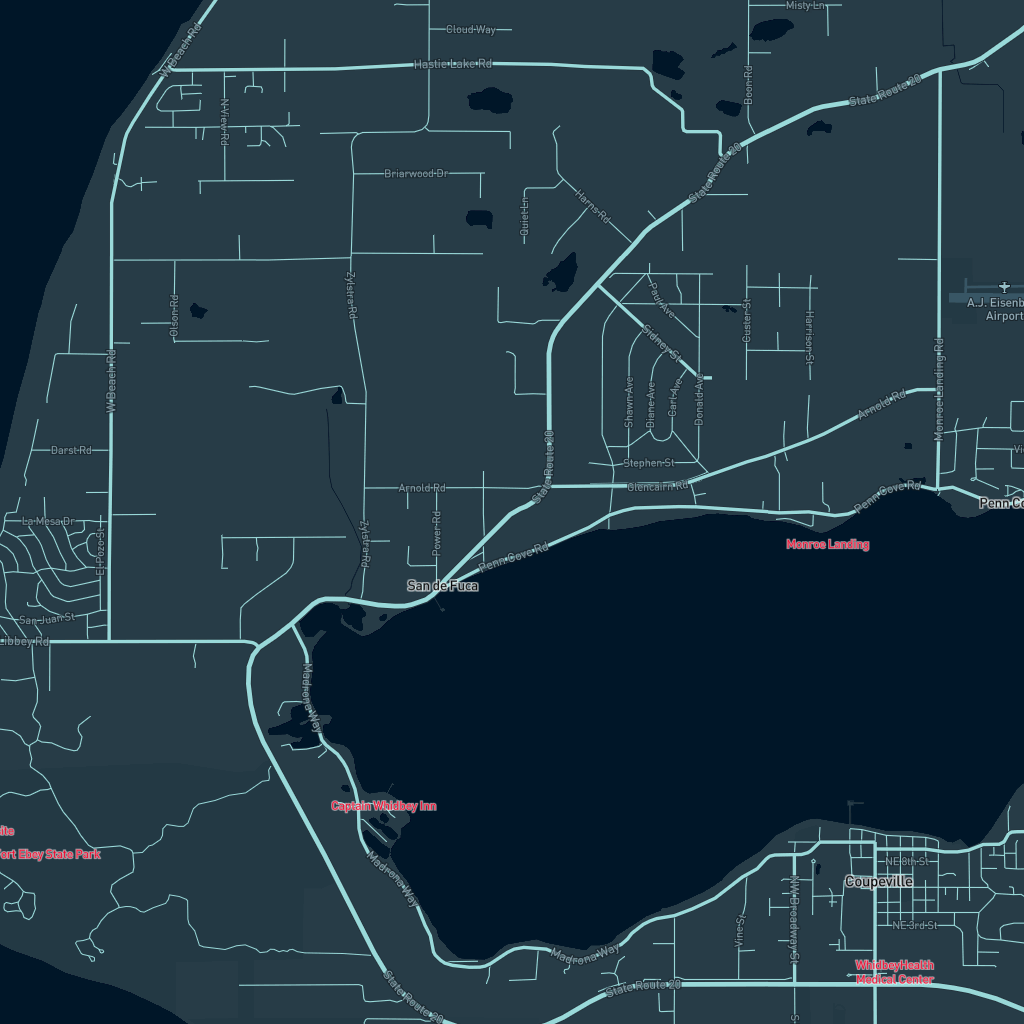 Misty Ln
Cloud Way
W Beach Rd
Hastie Lake Rd
Boon Rd
State Route 20
N View Rd
State Route 20
Briarwood Dr
Harns Rd
Quiet Ln
Zylstra Rd
Olson Rd
Paul Ave
Custer St
Harrison St
A.J. Eisenb
Airport
Sidney St
W Beach Rd
Monroe Landing Rd
Shawn Ave
Diane Ave
Carl Ave
Donald Ave
Arnold Rd
Darst Rd
State Route 20
Stephen St
Vi
Arnold Rd
Glencairn Rd
Penn Cove Rd
Penn Co
La Mesa Dr
El Pozo St
Zylstra Rd
Power Rd
Penn Cove Rd
Monroe Landing
San de Fuca
San Juan St
Libbey Rd
Madrona Way
Captain Whidbey Inn
ite
Fort Ebey State Park
Madrona Way
NE 8th St
Coupeville
NW Broadway St
Vine St
NE 3rd St
Madrona Way
WhidbeyHealth
Medical Center
State Route 20
State Route 20
S